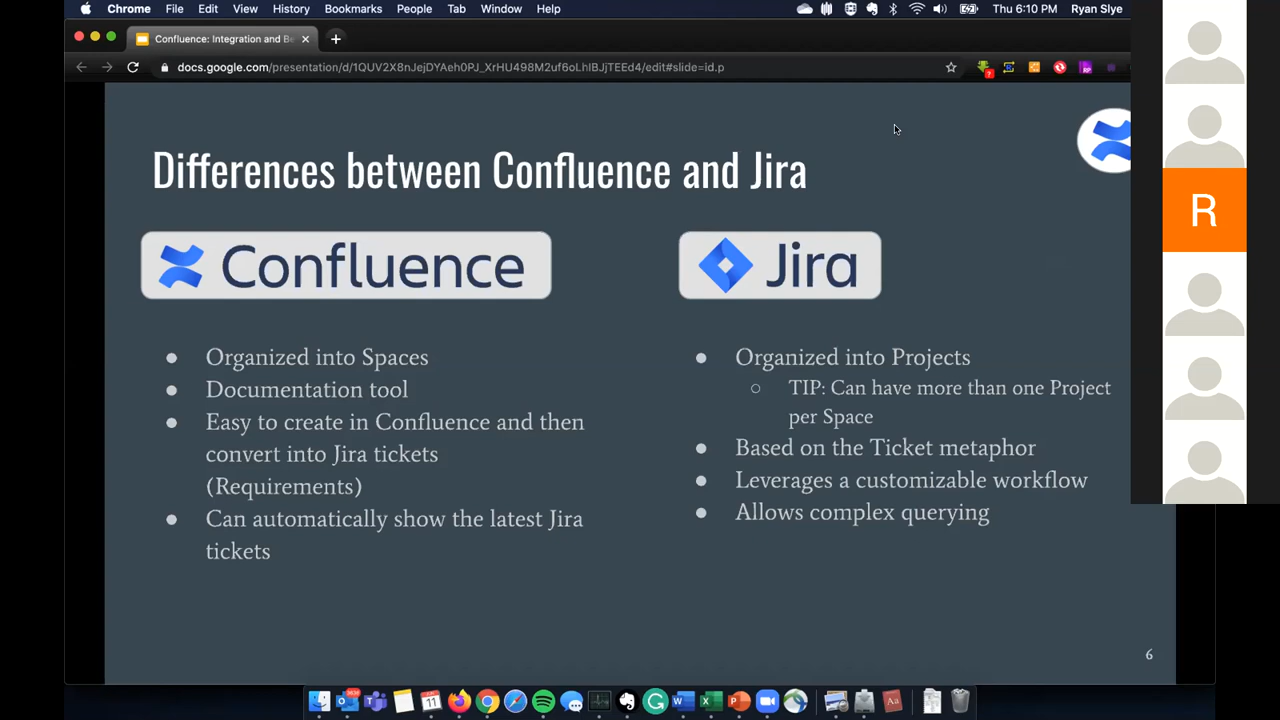 Chrome File Edit View History Bookmarks People Tab Window Help Thu 6:10 PM Ryan Slye
Confluence: Integration and Be
docs.google.com/presentation/d/1QUV2X8nJejDYAeh0PJ_XrHU498M2uf6oLhIBJjTEEd4/edit#slide=id.p
Differences between Confluence and Jira
Confluence
Jira
Organized into Spaces
Documentation tool
Easy to create in Confluence and then
convert into Jira tickets
(Requirements)
Can automatically show the latest Jira
tickets
Organized into Projects
TIP: Can have more than one Project
per Space
Based on the Ticket metaphor
Leverages a customizable workflow
Allows complex querying
R
6